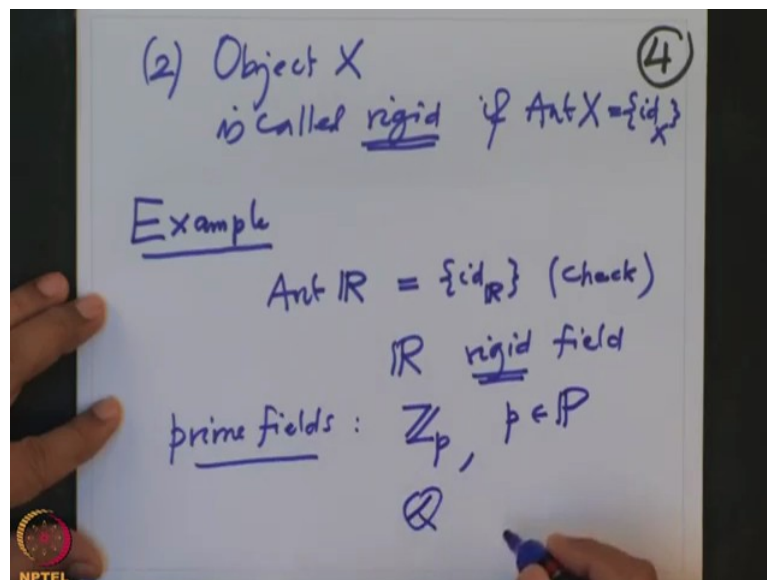 (2) Object X
④
is called rigid if Aut X = {id_X}
Example
Aut ℝ = {id_ℝ} (check)
ℝ rigid field
prime fields : ℤ_p, p ∈ ℙ
ℚ
NPTEL